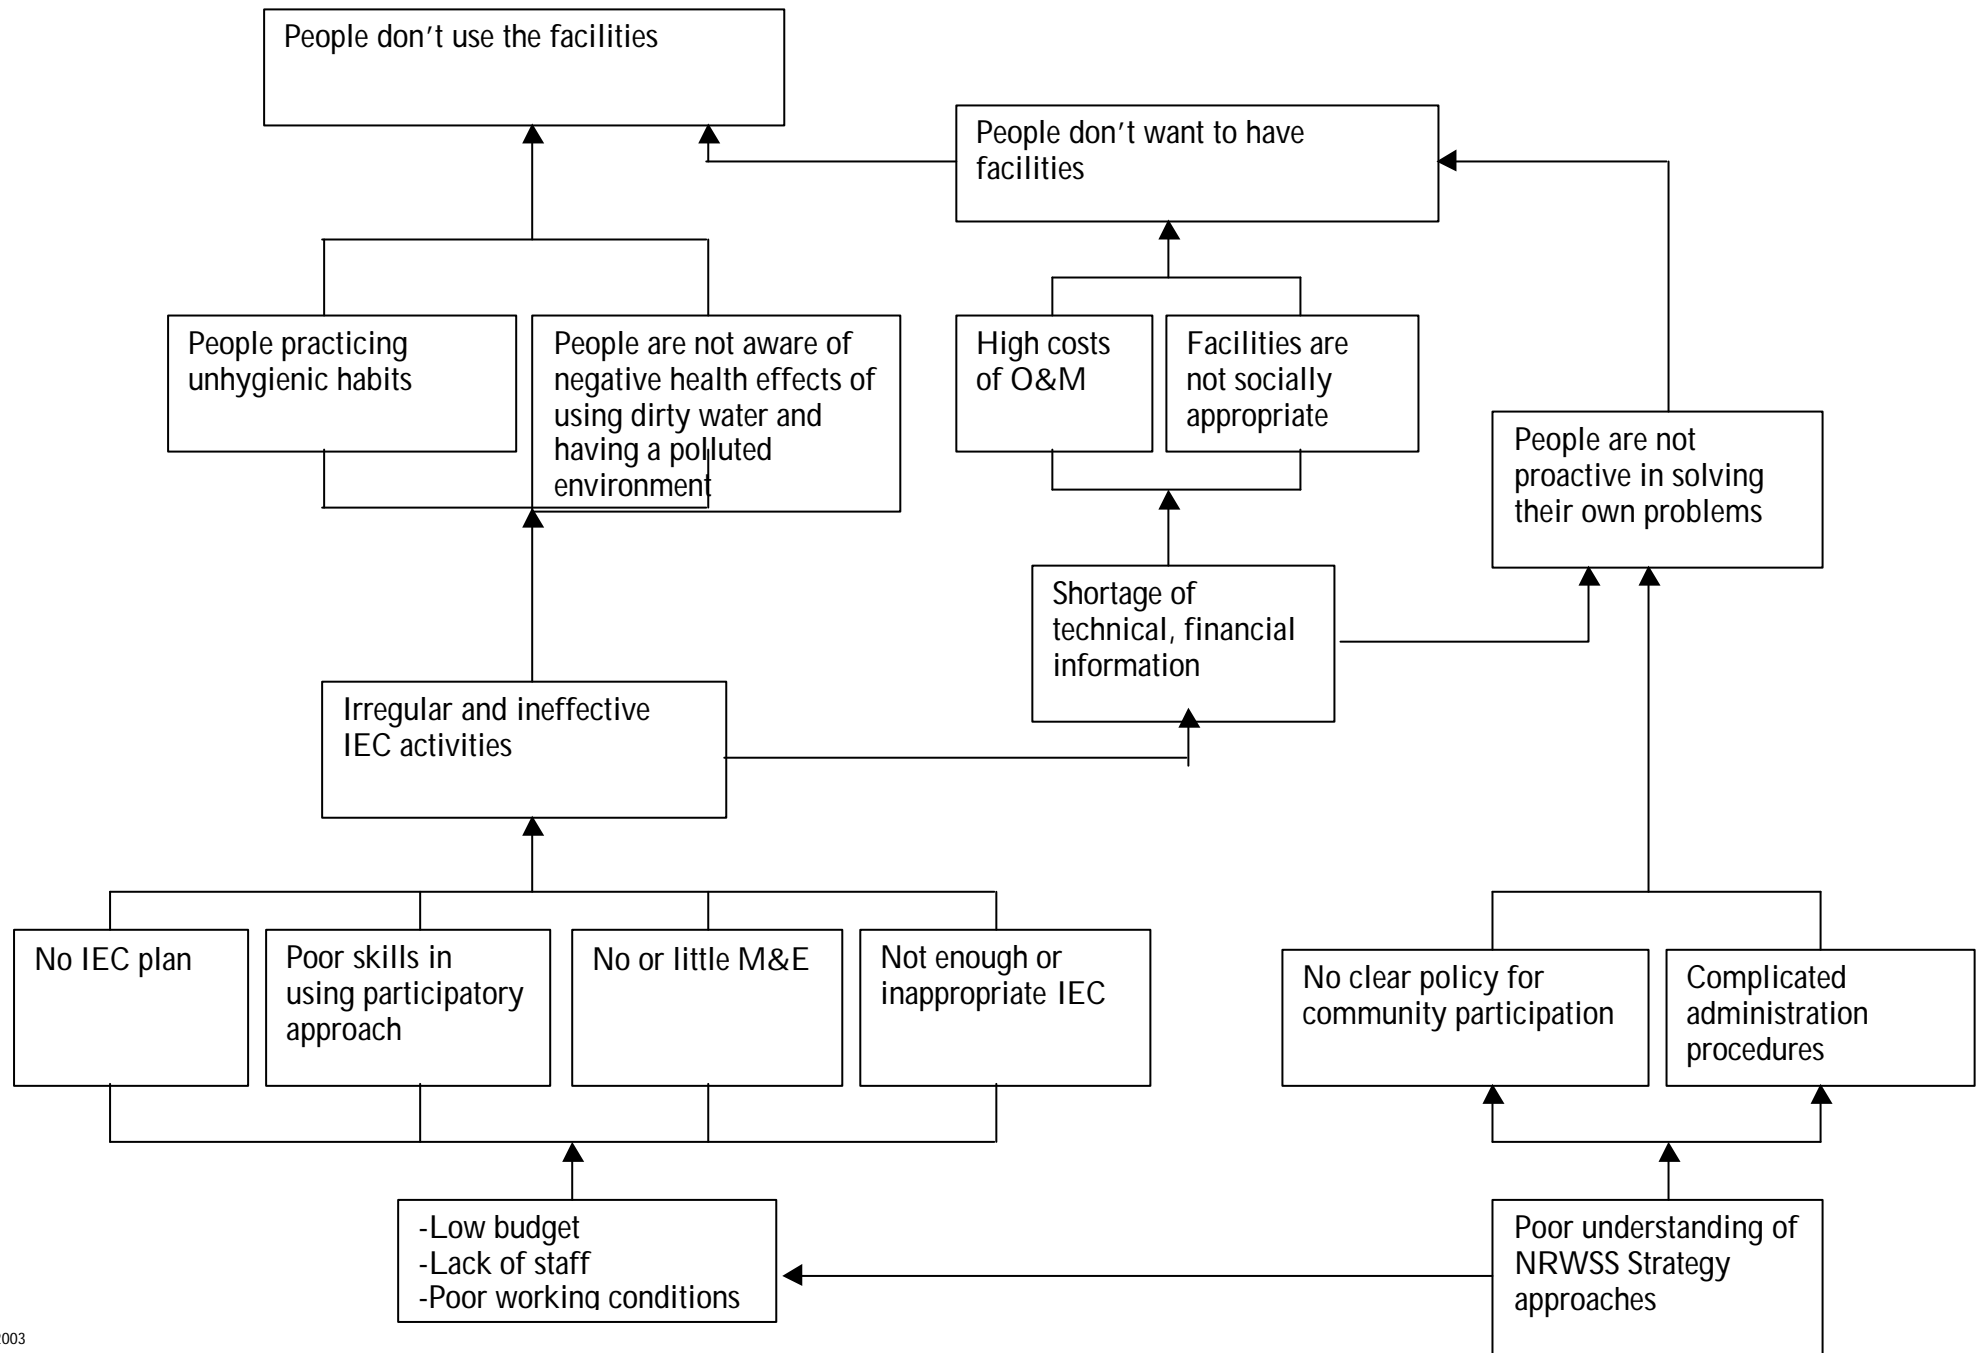 People don't use the facilities
People don't want to have
facilities
People practicing
unhygienic habits
People are not aware of
negative health effects of
using dirty water and
having a polluted
environment
High costs
of O&M
Facilities are
not socially
appropriate
People are not
proactive in solving
their own problems
Shortage of
technical, financial
information
Irregular and ineffective
IEC activities
No IEC plan
Poor skills in
using participatory
approach
No or little M&E
Not enough or
inappropriate IEC
No clear policy for
community participation
Complicated
administration
procedures
-Low budget
-Lack of staff
-Poor working conditions
Poor understanding of
NRWSS Strategy
approaches
2003